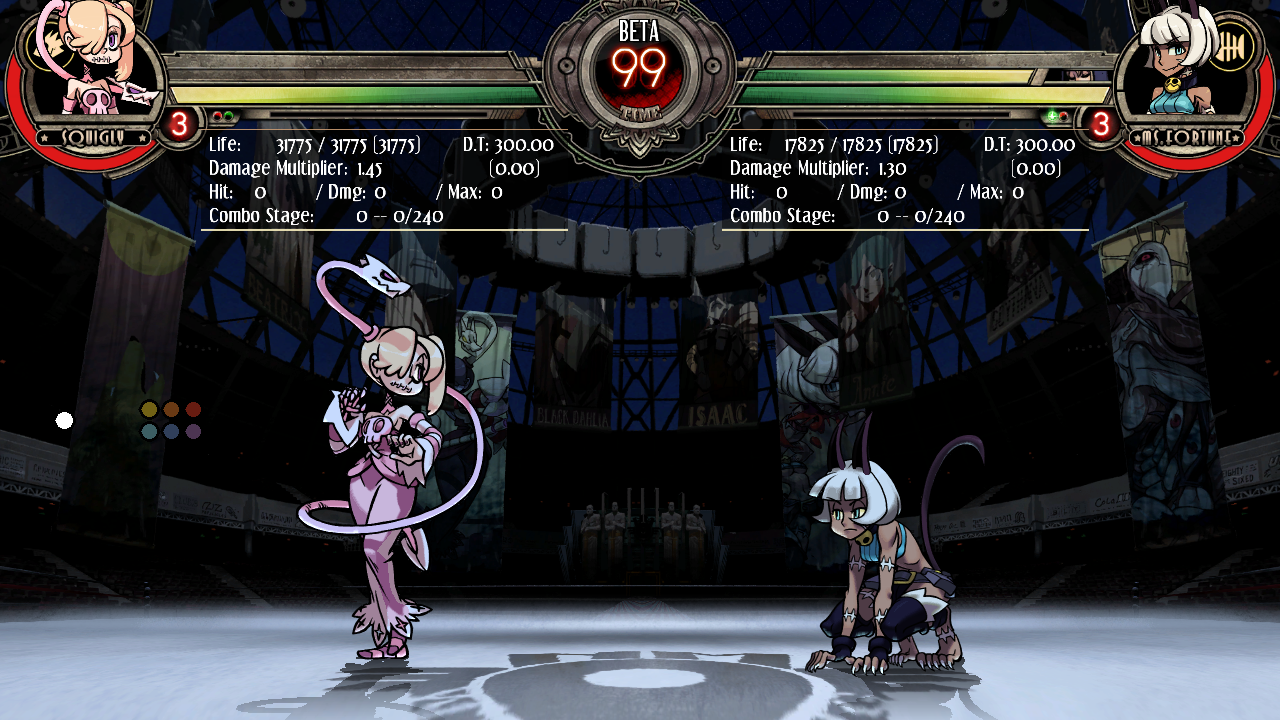 BETA
99
TIME
SQUIGLY
3
3
MS. FORTUNE
Life: 31775 / 31775 (31775) D.T: 300.00
Damage Multiplier: 1.45 (0.00)
Hit: 0 / Dmg: 0 / Max: 0
Combo Stage: 0 -- 0/240
Life: 17825 / 17825 (17825) D.T: 300.00
Damage Multiplier: 1.30 (0.00)
Hit: 0 / Dmg: 0 / Max: 0
Combo Stage: 0 -- 0/240
BLACK DAHLIA
ISAAC
Annie